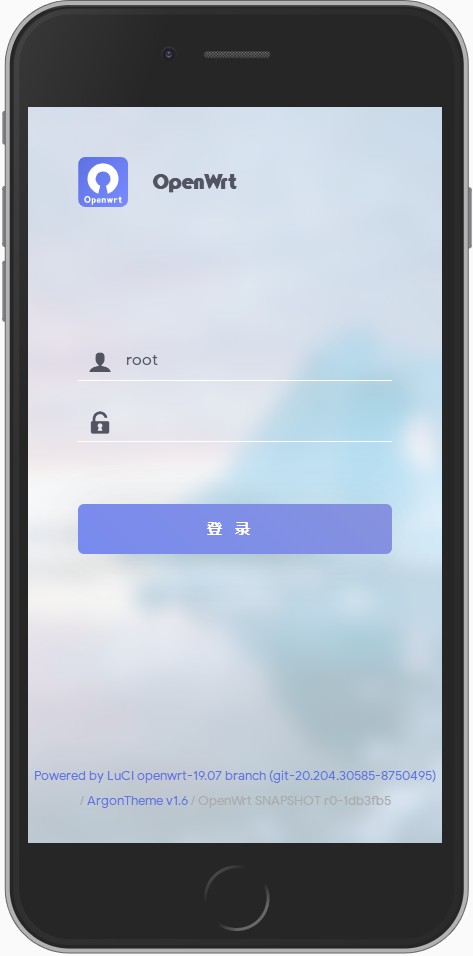 Openwrt
OpenWrt
root
登 录
Powered by LuCI openwrt-19.07 branch (git-20.204.30585-8750495)
/ ArgonTheme v1.6 / OpenWrt SNAPSHOT r0-1db3fb5